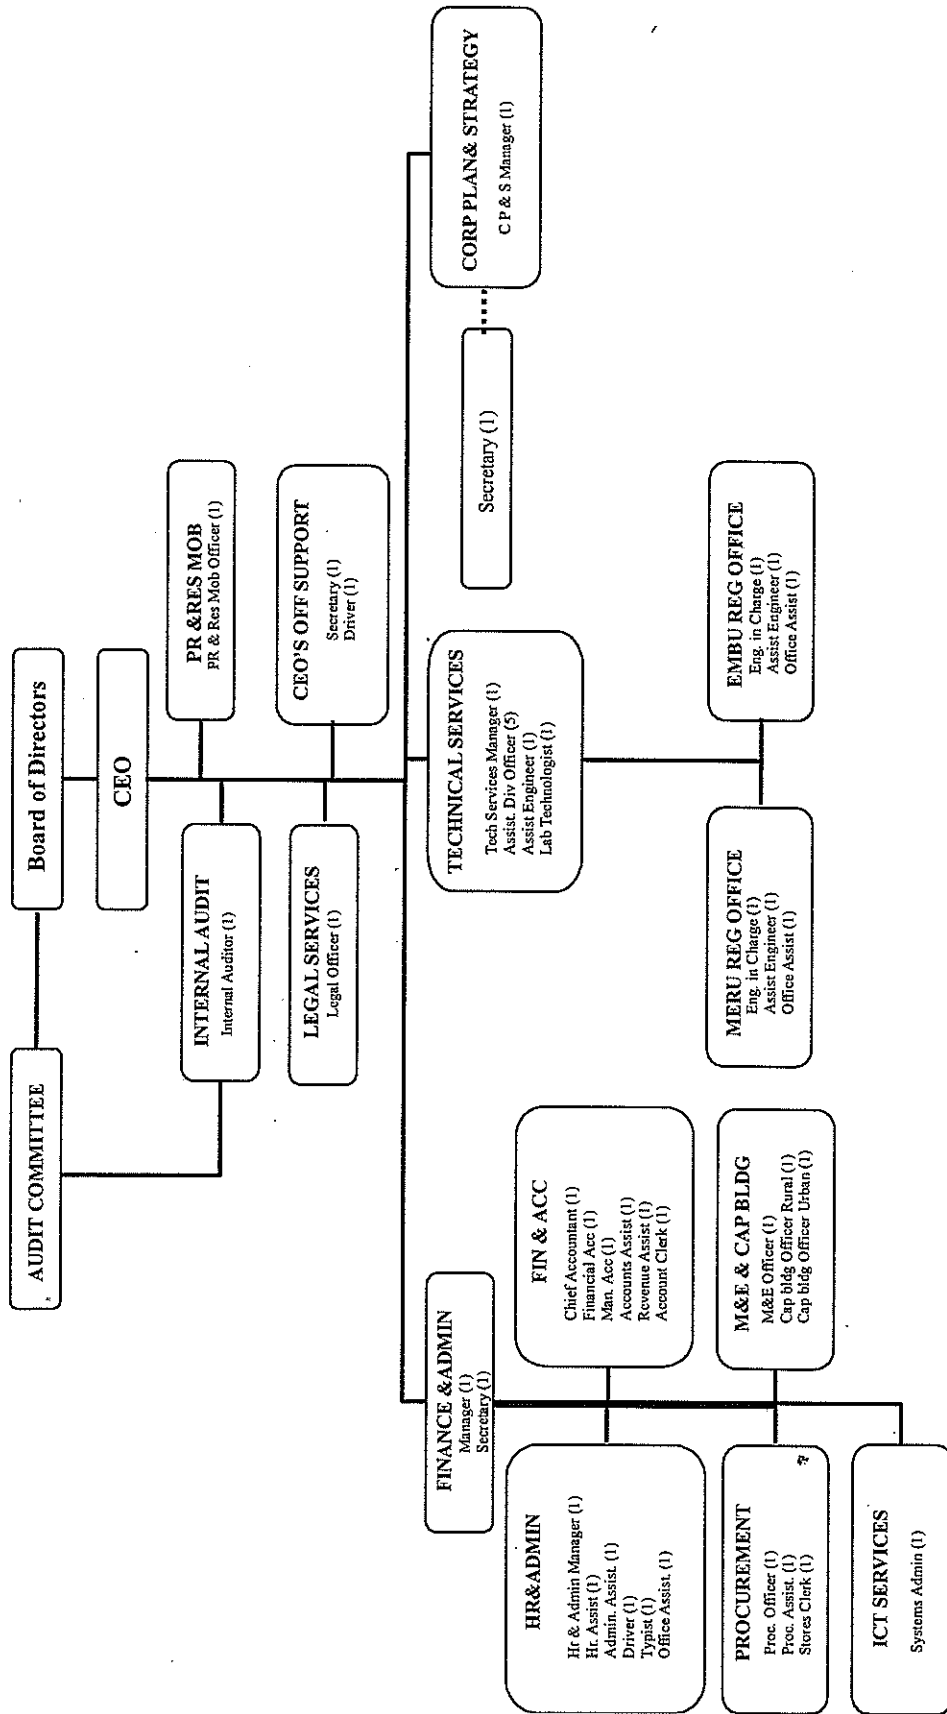 Board of Directors
AUDIT COMMITTEE
CEO
PR &RES MOB
PR & Res Mob Officer (1)
INTERNAL AUDIT
Internal Auditor (1)
CEO'S OFF SUPPORT
Secretary (1)
Driver (1)
LEGAL SERVICES
Legal Officer (1)
FINANCE &ADMIN
Manager (1)
Secretary (1)
TECHNICAL SERVICES
Tech Services Manager (1)
Assist. Div Officer (5)
Assist Engineer (1)
Lab Technologist (1)
Secretary (1)
CORP PLAN& STRATEGY
C P & S Manager (1)
HR&ADMIN
Hr & Admin Manager (1)
Hr. Assist (1)
Admin. Assist. (1)
Driver (1)
Typist (1)
Office Assist. (1)
FIN & ACC
Chief Accountant (1)
Financial Acc (1)
Man. Acc (1)
Accounts Assist (1)
Revenue Assist (1)
Account Clerk (1)
PROCUREMENT
Proc. Officer (1)
Proc. Assist. (1)
Stores Clerk (1)
M&E & CAP BLDG
M&E Officer (1)
Cap bldg Officer Rural (1)
Cap bldg Officer Urban (1)
MERU REG OFFICE
Eng. in Charge (1)
Assist Engineer (1)
Office Assist (1)
EMBU REG OFFICE
Eng. in Charge (1)
Assist Engineer (1)
Office Assist (1)
ICT SERVICES
Systems Admin (1)